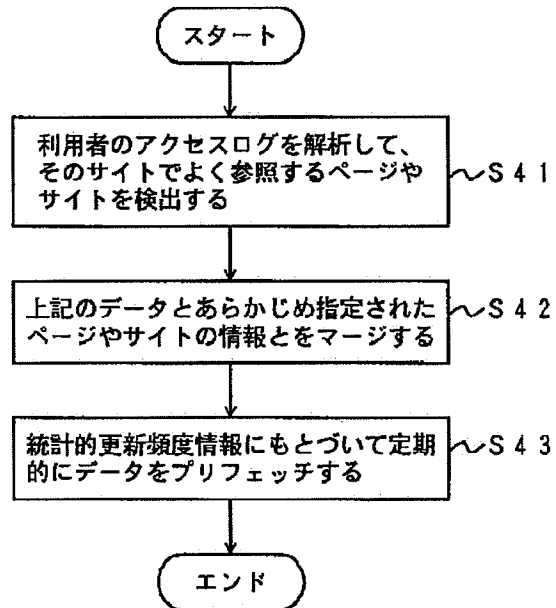 スタート
利用者のアクセスログを解析して、
そのサイトでよく参照するページや
サイトを検出する
S41
上記のデータとあらかじめ指定された
ページやサイトの情報とをマージする
S42
統計的更新頻度情報にもとづいて定期
的にデータをプリフェッチする
S43
エンド